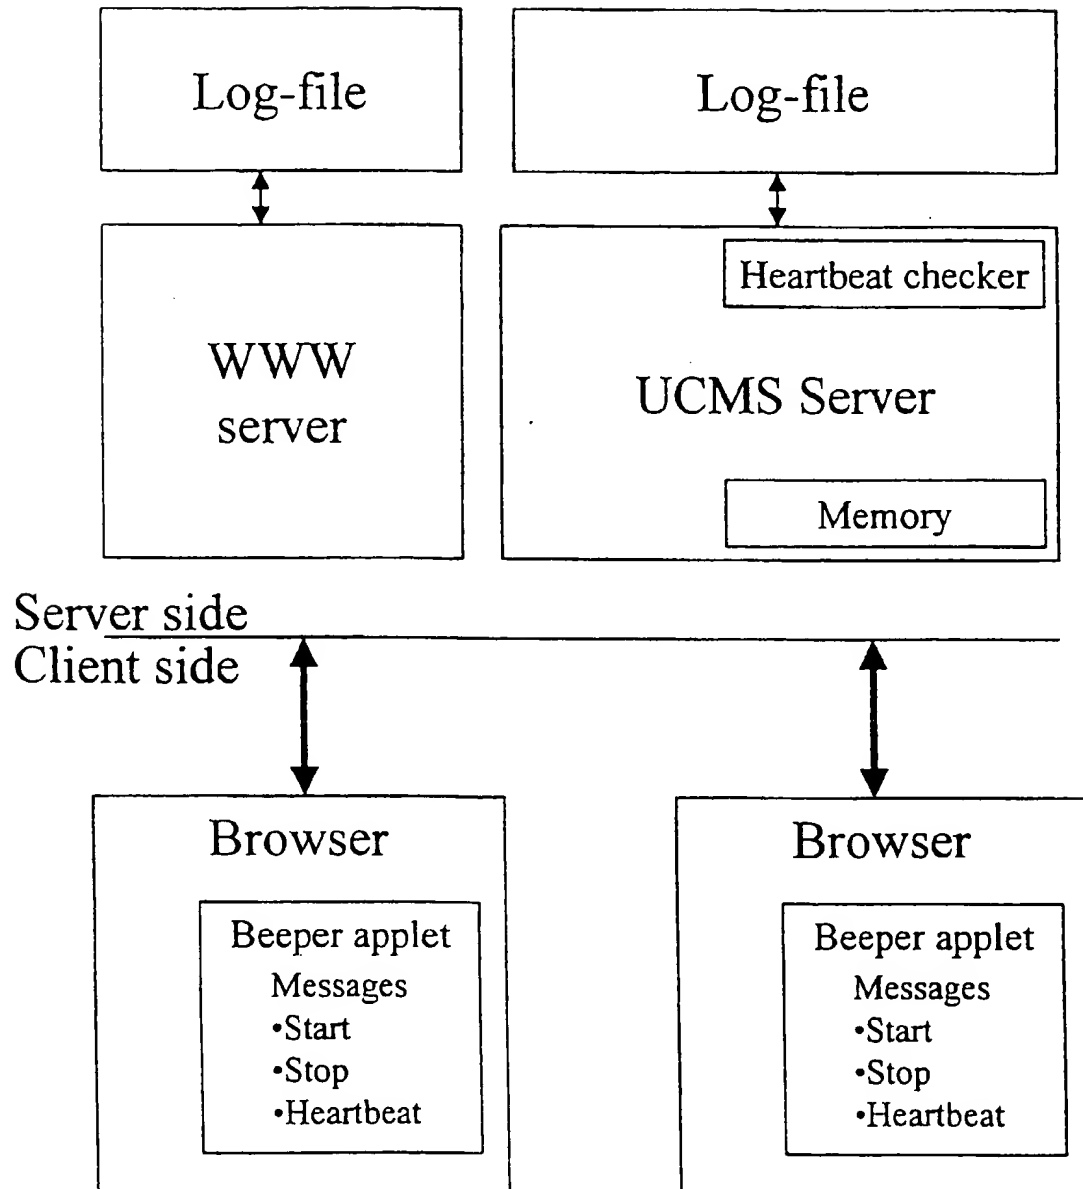 Log-file
Log-file
Heartbeat checker
WWW
server
UCMS Server
Memory
Server side
Client side
Browser
Beeper applet
Messages
•Start
•Stop
•Heartbeat
Browser
Beeper applet
Messages
•Start
•Stop
•Heartbeat